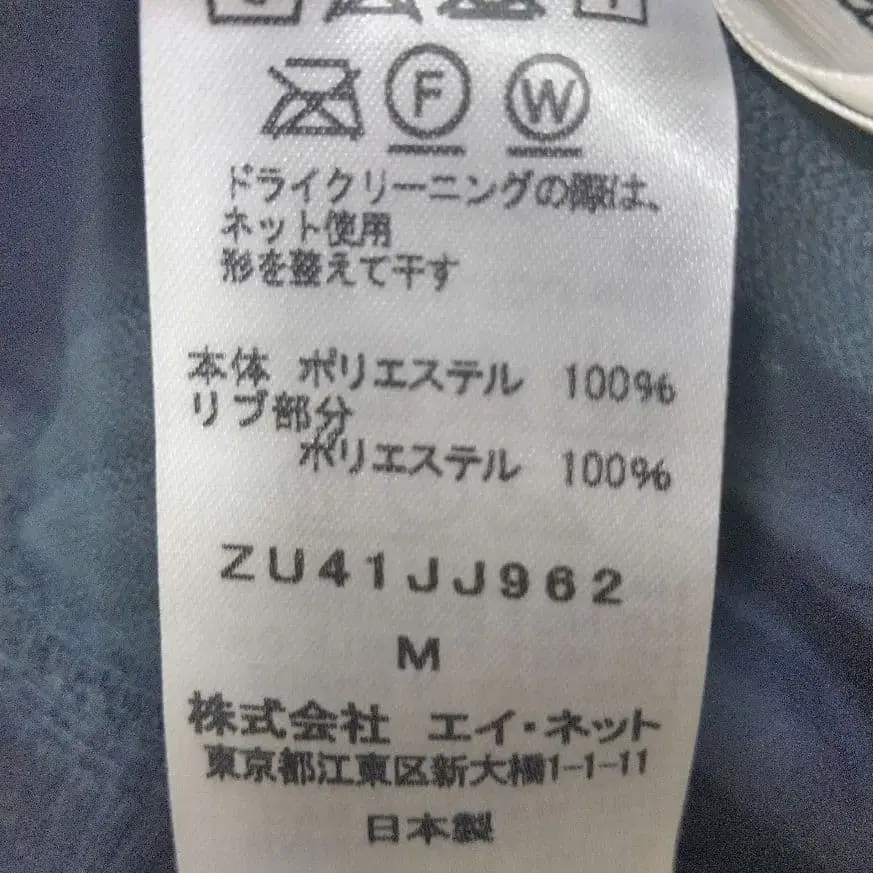 F W
ドライクリーニングの際は、
ネット使用
形を整えて干す
本体 ポリエステル 100%
リブ部分
ポリエステル 100%
ZU41JJ962
M
株式会社 エイ・ネット
東京都江東区新大橋1-1-11
日本製